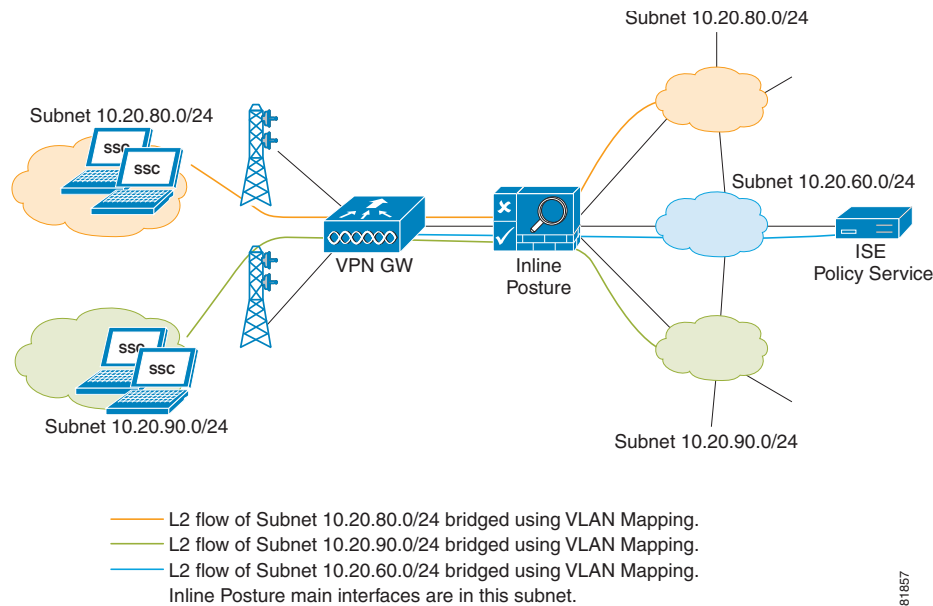 Subnet 10.20.80.0/24
Subnet 10.20.80.0/24
SSC
SSC
Subnet 10.20.60.0/24
VPN GW
Inline
Posture
ISE
Policy Service
SSC
SSC
Subnet 10.20.90.0/24
Subnet 10.20.90.0/24
L2 flow of Subnet 10.20.80.0/24 bridged using VLAN Mapping.
L2 flow of Subnet 10.20.90.0/24 bridged using VLAN Mapping.
L2 flow of Subnet 10.20.60.0/24 bridged using VLAN Mapping.
Inline Posture main interfaces are in this subnet.
81857